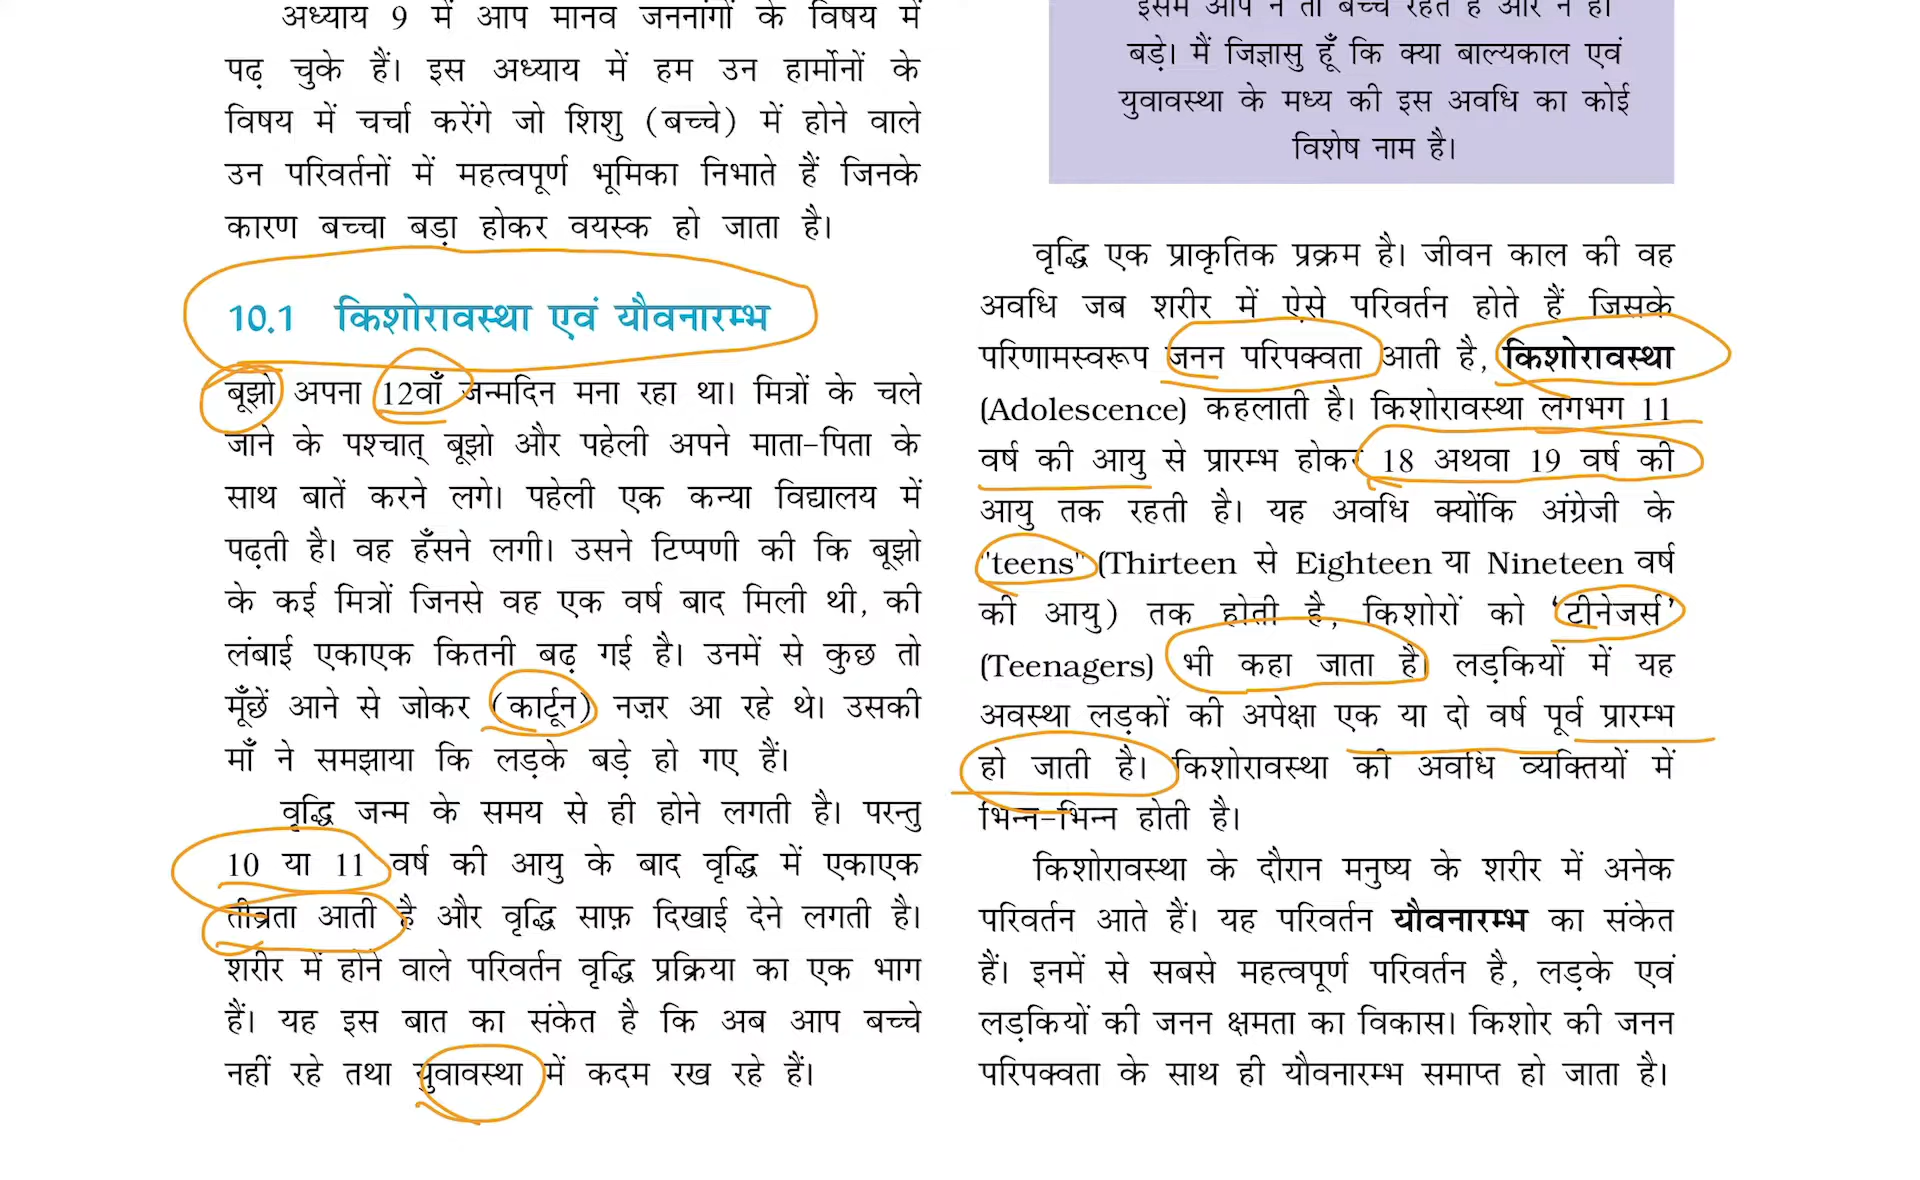 अध्याय 9 में आप मानव जननांगों के विषय में
पढ़ चुके हैं। इस अध्याय में हम उन हार्मोनों के
विषय में चर्चा करेंगे जो शिशु (बच्चे) में होने वाले
उन परिवर्तनों में महत्वपूर्ण भूमिका निभाते हैं जिनके
कारण बच्चा बड़ा होकर वयस्क हो जाता है।
10.1 किशोरावस्था एवं यौवनारम्भ
बूझो अपना 12वाँ जन्मदिन मना रहा था। मित्रों के चले
जाने के पश्चात् बूझो और पहेली अपने माता-पिता के
साथ बातें करने लगे। पहेली एक कन्या विद्यालय में
पढ़ती है। वह हँसने लगी। उसने टिप्पणी की कि बूझो
के कई मित्रों जिनसे वह एक वर्ष बाद मिली थी, की
लंबाई एकाएक कितनी बढ़ गई है। उनमें से कुछ तो
मूँछें आने से जोकर (कार्टून) नज़र आ रहे थे। उसकी
माँ ने समझाया कि लड़के बड़े हो गए हैं।
वृद्धि जन्म के समय से ही होने लगती है। परन्तु
10 या 11 वर्ष की आयु के बाद वृद्धि में एकाएक
तीव्रता आती है और वृद्धि साफ़ दिखाई देने लगती है।
शरीर में होने वाले परिवर्तन वृद्धि प्रक्रिया का एक भाग
हैं। यह इस बात का संकेत है कि अब आप बच्चे
नहीं रहे तथा युवावस्था में कदम रख रहे हैं।
इसमें आप न तो बच्चे रहते हैं और न ही
बड़े। मैं जिज्ञासु हूँ कि क्या बाल्यकाल एवं
युवावस्था के मध्य की इस अवधि का कोई
विशेष नाम है।
वृद्धि एक प्राकृतिक प्रक्रम है। जीवन काल की वह
अवधि जब शरीर में ऐसे परिवर्तन होते हैं जिसके
परिणामस्वरूप जनन परिपक्वता आती है, किशोरावस्था
(Adolescence) कहलाती है। किशोरावस्था लगभग 11
वर्ष की आयु से प्रारम्भ होकर 18 अथवा 19 वर्ष की
आयु तक रहती है। यह अवधि क्योंकि अंग्रेजी के
"teens" (Thirteen से Eighteen या Nineteen वर्ष
की आयु) तक होती है, किशोरों को ‘टीनेजर्स’
(Teenagers) भी कहा जाता है। लड़कियों में यह
अवस्था लड़कों की अपेक्षा एक या दो वर्ष पूर्व प्रारम्भ
हो जाती है। किशोरावस्था की अवधि व्यक्तियों में
भिन्न-भिन्न होती है।
किशोरावस्था के दौरान मनुष्य के शरीर में अनेक
परिवर्तन आते हैं। यह परिवर्तन यौवनारम्भ का संकेत
हैं। इनमें से सबसे महत्वपूर्ण परिवर्तन है, लड़के एवं
लड़कियों की जनन क्षमता का विकास। किशोर की जनन
परिपक्वता के साथ ही यौवनारम्भ समाप्त हो जाता है।